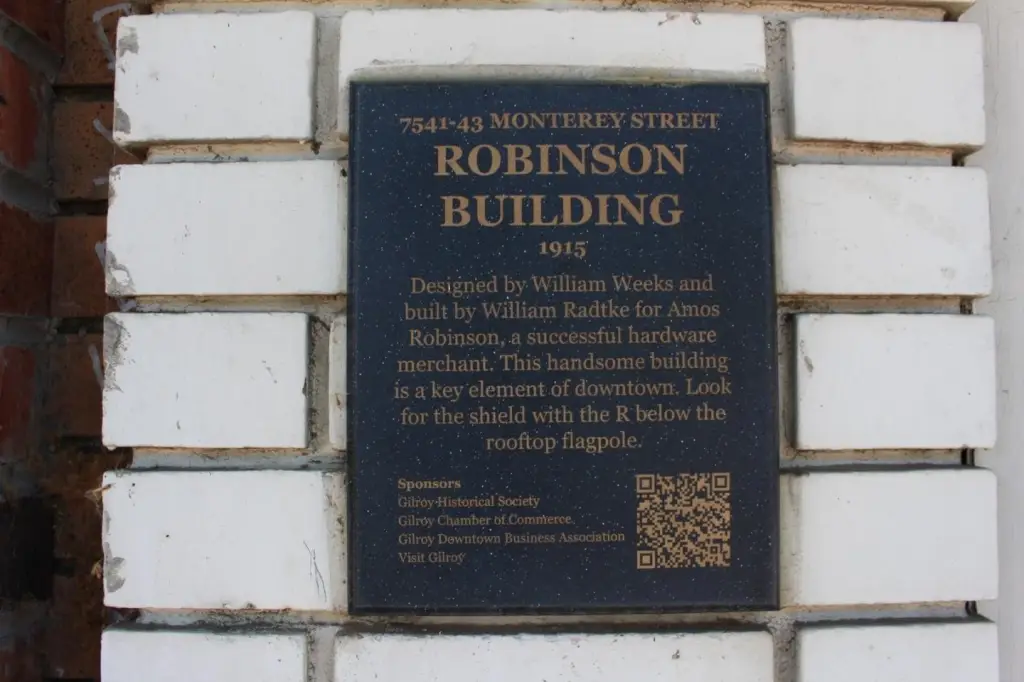 7541-43 MONTEREY STREET
ROBINSON
BUILDING
1915
Designed by William Weeks and
built by William Radtke for Amos
Robinson, a successful hardware
merchant. This handsome building
is a key element of downtown. Look
for the shield with the R below the
rooftop flagpole.
Sponsors
Gilroy Historical Society
Gilroy Chamber of Commerce
Gilroy Downtown Business Association
Visit Gilroy